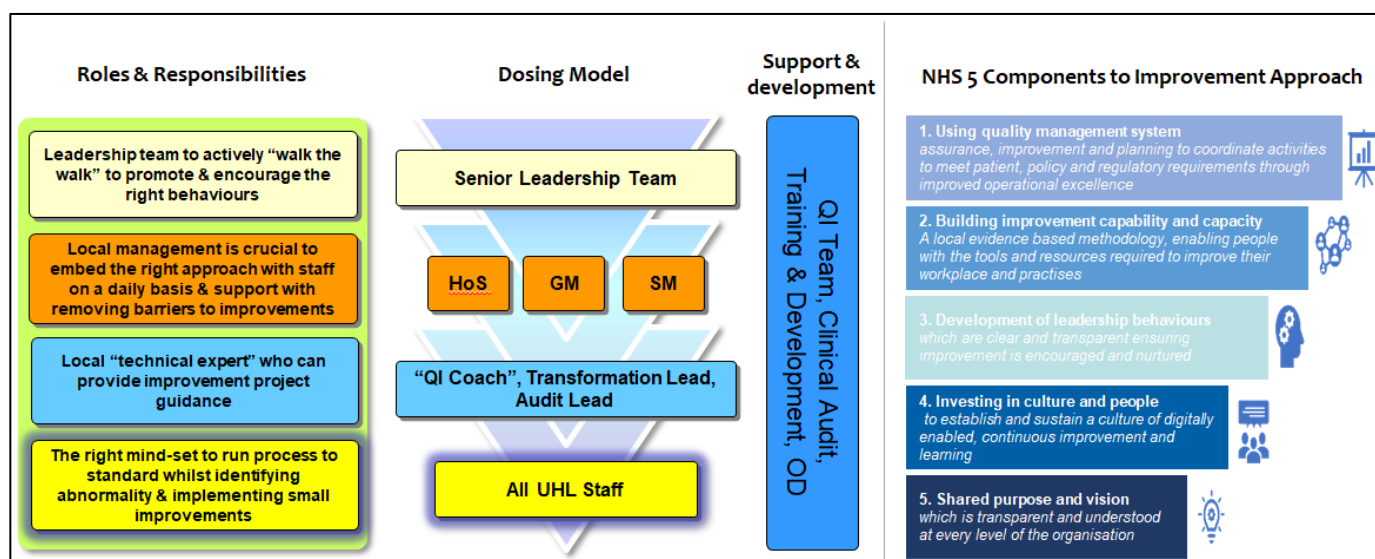 Roles & Responsibilities
Leadership team to actively “walk the
walk” to promote & encourage the
right behaviours
Local management is crucial to
embed the right approach with staff
on a daily basis & support with
removing barriers to improvements
Local “technical expert” who can
provide improvement project
guidance
The right mind-set to run process to
standard whilst identifying
abnormality & implementing small
improvements
Dosing Model
Senior Leadership Team
HoS
GM
SM
“QI Coach”, Transformation Lead,
Audit Lead
All UHL Staff
Support &
development
QI Team, Clinical Audit,
Training & Development, OD
NHS 5 Components to Improvement Approach
1. Using quality management system
assurance, improvement and planning to coordinate activities
to meet patient, policy and regulatory requirements through
improved operational excellence
2. Building improvement capability and capacity
A local evidence based methodology, enabling people
with the tools and resources required to improve their
workplace and practises
3. Development of leadership behaviours
which are clear and transparent ensuring
improvement is encouraged and nurtured
4. Investing in culture and people
to establish and sustain a culture of digitally
enabled, continuous improvement and
learning
5. Shared purpose and vision
which is transparent and understood
at every level of the organisation